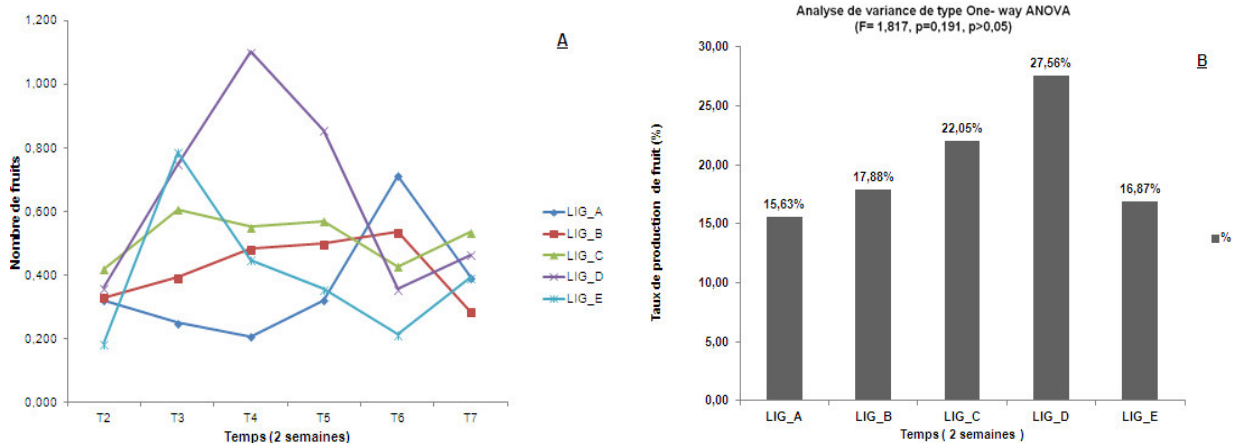 A
Nombre de fruits
1,200
1,000
0,800
0,600
0,400
0,200
0,000
T2 T3 T4 T5 T6 T7
Temps (2 semaines)
LIG_A
LIG_B
LIG_C
LIG_D
LIG_E
Analyse de variance de type One- way ANOVA
(F= 1,817, p=0,191, p>0,05)
B
Taux de production de fruit (%)
30,00
25,00
20,00
15,00
10,00
5,00
0,00
15,63%
17,88%
22,05%
27,56%
16,87%
LIG_A LIG_B LIG_C LIG_D LIG_E
Temps ( 2 semaines )
%